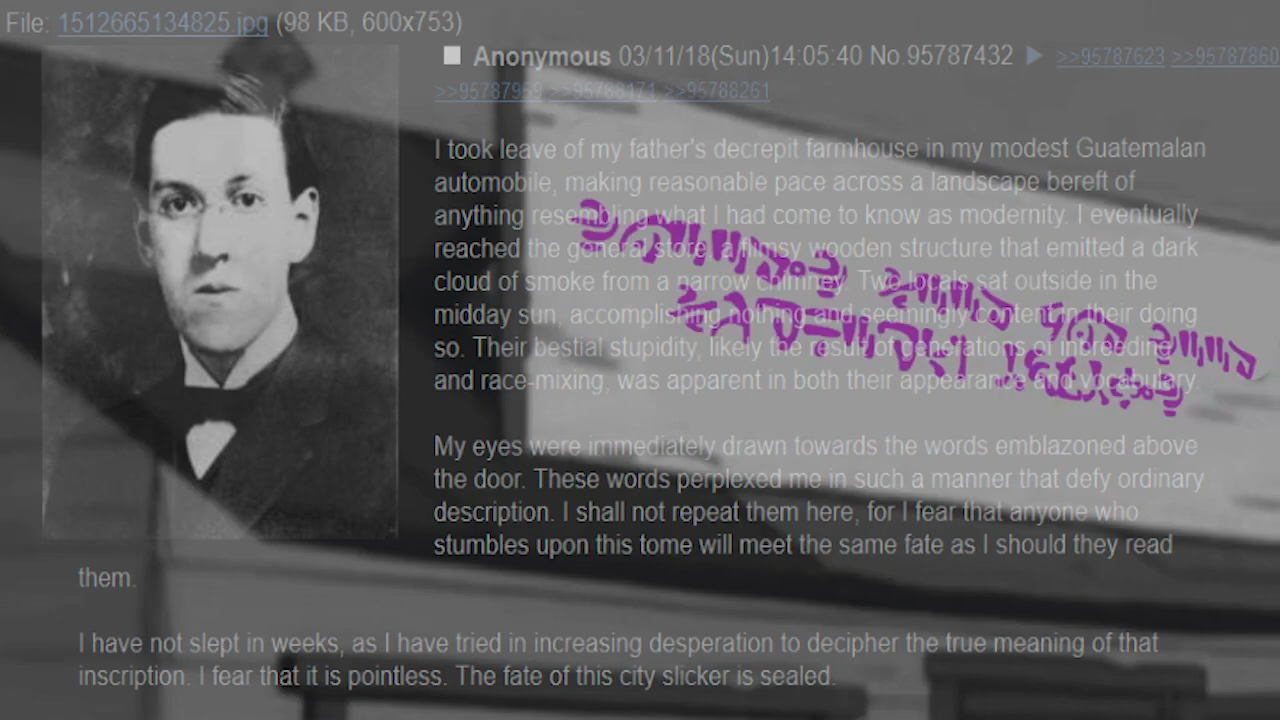 File: 1512665134825.jpg (98 KB, 600x753)
Anonymous 03/11/18(Sun)14:05:40 No.95787432 ▶ >>95787623 >>95787860
>>95787969 >>95788171 >>95788261
I took leave of my father's decrepit farmhouse in my modest Guatemalan
automobile, making reasonable pace across a landscape bereft of
anything resembling what I had come to know as modernity. I eventually
reached the general store, a flimsy wooden structure that emitted a dark
cloud of smoke from a narrow chimney. Two locals sat outside in the
midday sun, accomplishing nothing and seemingly content in their doing
so. Their bestial stupidity, likely the result of generations of inbreeding
and race-mixing, was apparent in both their appearance and vocabulary.
My eyes were immediately drawn towards the words emblazoned above
the door. These words perplexed me in such a manner that defy ordinary
description. I shall not repeat them here, for I fear that anyone who
stumbles upon this tome will meet the same fate as I should they read
them.
I have not slept in weeks, as I have tried in increasing desperation to decipher the true meaning of that
inscription. I fear that it is pointless. The fate of this city slicker is sealed.